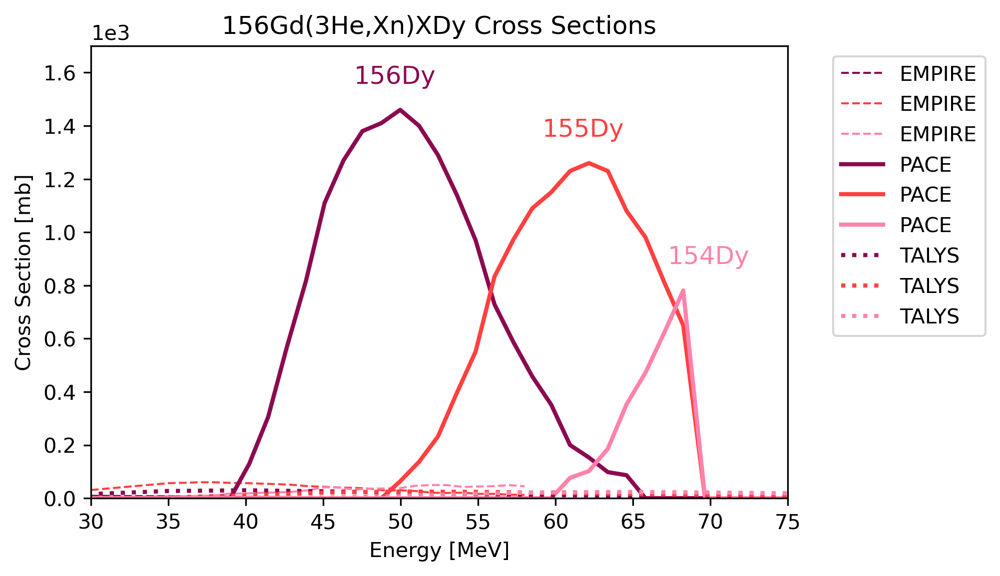 156Gd(3He,Xn)XDy Cross Sections
1e3
1.6
1.4
1.2
1.0
0.8
0.6
0.4
0.2
0.0
Cross Section [mb]
156Dy
155Dy
154Dy
30 35 40 45 50 55 60 65 70 75
Energy [MeV]
EMPIRE
EMPIRE
EMPIRE
PACE
PACE
PACE
TALYS
TALYS
TALYS